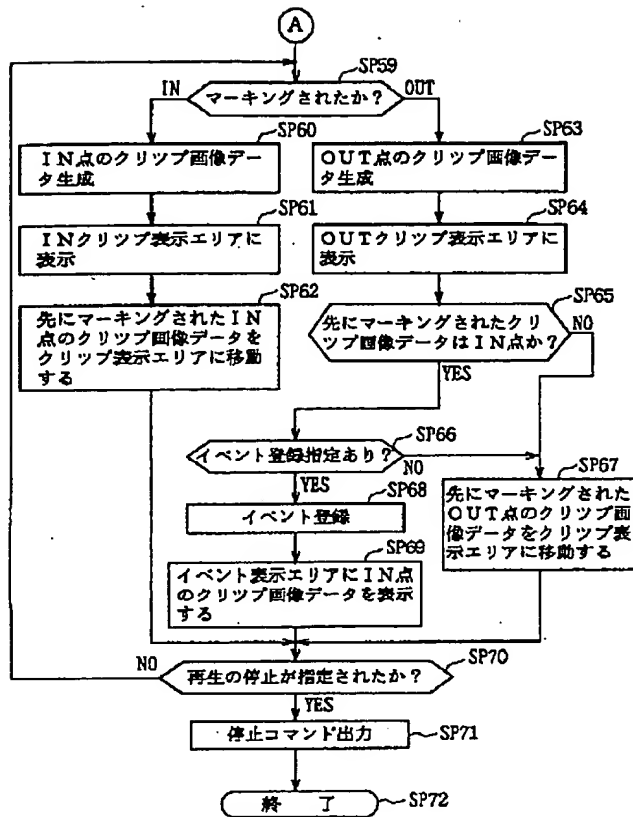 A
SP59
IN
マーキングされたか？
OUT
SP60
IN点のクリツプ画像デー
タ生成
SP63
OUT点のクリツプ画像デー
タ生成
SP61
INクリツプ表示エリアに
表示
SP64
OUTクリツプ表示エリアに
表示
SP62
先にマーキングされたIN
点のクリツプ画像データを
クリツプ表示エリアに移動
する
SP65
先にマーキングされたクリ
ツプ画像データはIN点か？
NO
YES
SP66
イベント登録指定あり？
NO
YES
SP67
先にマーキングされた
OUT点のクリツプ画
像データをクリツプ表
示エリアに移動する
SP68
イベント登録
SP69
イベント表示エリアにIN点
のクリツプ画像データを表示
する
NO
SP70
再生の停止が指定されたか？
YES
停止コマンド出力
SP71
終 了
SP72